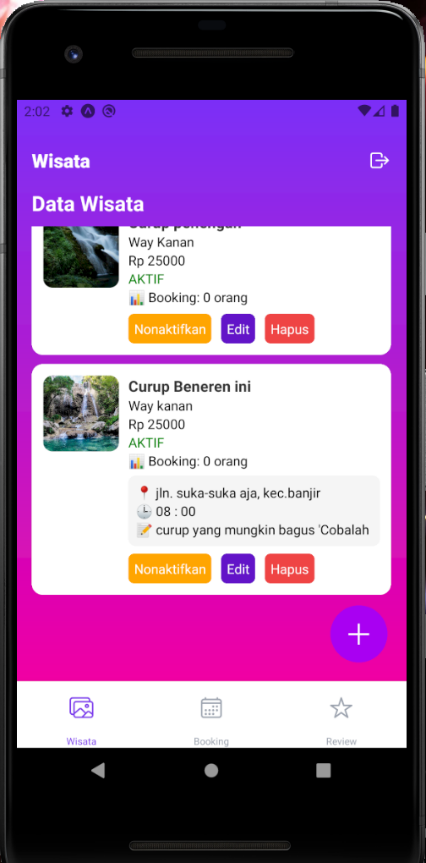 2:02
Wisata
Data Wisata
Curup penengah
Way Kanan
Rp 25000
AKTIF
📊 Booking: 0 orang
Nonaktifkan Edit Hapus
Curup Beneren ini
Way kanan
Rp 25000
AKTIF
📊 Booking: 0 orang
📍 jln. suka-suka aja, kec.banjir
🕒 08 : 00
📝 curup yang mungkin bagus 'Cobalah
Nonaktifkan Edit Hapus
Wisata Booking Review